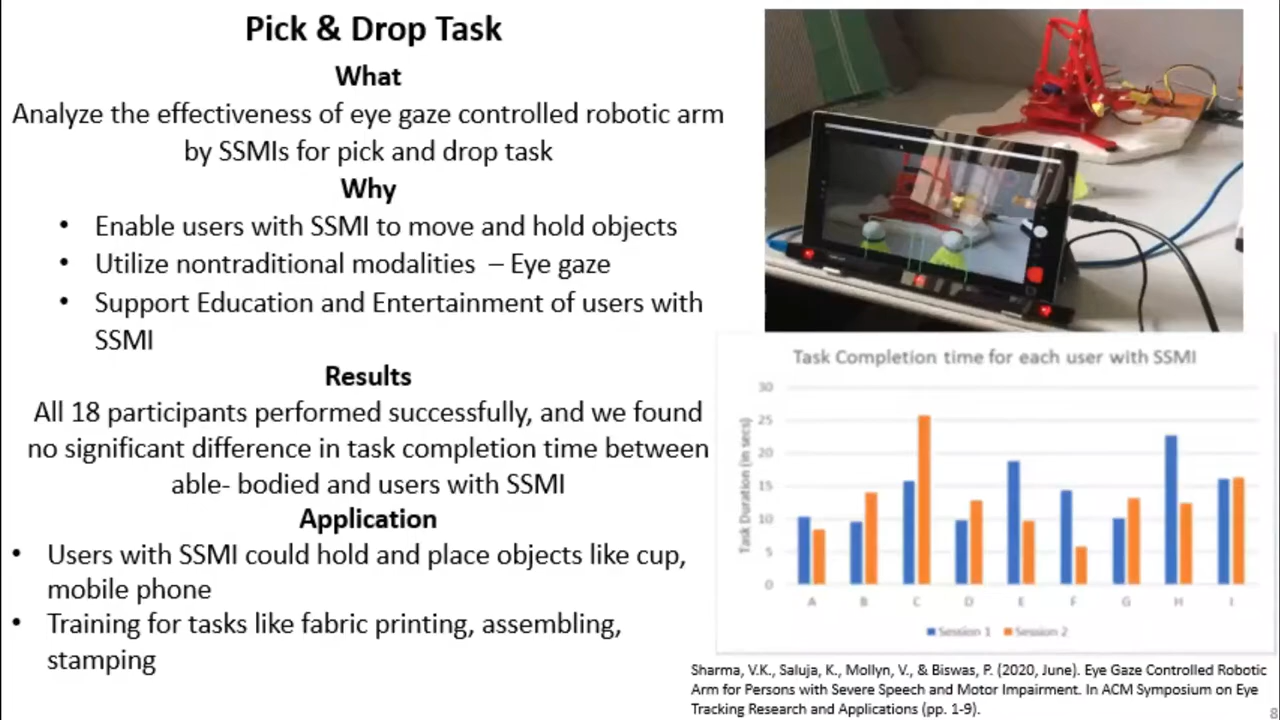 Pick & Drop Task
What
Analyze the effectiveness of eye gaze controlled robotic arm
by SSMIs for pick and drop task
Why
• Enable users with SSMI to move and hold objects
• Utilize nontraditional modalities – Eye gaze
• Support Education and Entertainment of users with
SSMI
Results
All 18 participants performed successfully, and we found
no significant difference in task completion time between
able- bodied and users with SSMI
Application
• Users with SSMI could hold and place objects like cup,
mobile phone
• Training for tasks like fabric printing, assembling,
stamping
Task Completion time for each user with SSMI
Task Duration (in secs)
30
25
20
15
10
5
0
A B C D E F G H I
Session 1 Session 2
Sharma, V.K., Saluja, K., Mollyn, V., & Biswas, P. (2020, June). Eye Gaze Controlled Robotic
Arm for Persons with Severe Speech and Motor Impairment. In ACM Symposium on Eye
Tracking Research and Applications (pp. 1-9).
8